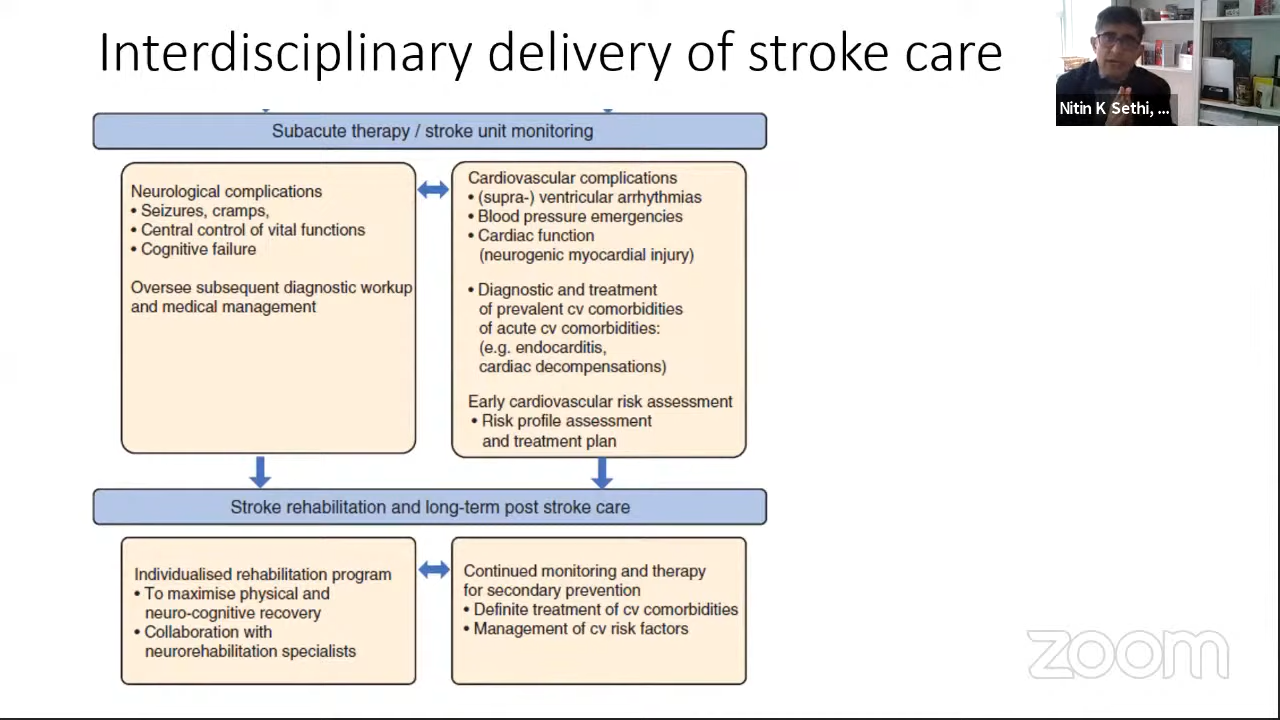 Interdisciplinary delivery of stroke care
Nitin K Sethi, ...
Subacute therapy / stroke unit monitoring
Neurological complications
• Seizures, cramps,
• Central control of vital functions
• Cognitive failure
Oversee subsequent diagnostic workup
and medical management
Cardiovascular complications
• (supra-) ventricular arrhythmias
• Blood pressure emergencies
• Cardiac function
(neurogenic myocardial injury)
• Diagnostic and treatment
of prevalent cv comorbidities
of acute cv comorbidities:
(e.g. endocarditis,
cardiac decompensations)
Early cardiovascular risk assessment
• Risk profile assessment
and treatment plan
Stroke rehabilitation and long-term post stroke care
Individualised rehabilitation program
• To maximise physical and
neuro-cognitive recovery
• Collaboration with
neurorehabilitation specialists
Continued monitoring and therapy
for secondary prevention
• Definite treatment of cv comorbidities
• Management of cv risk factors
zoom